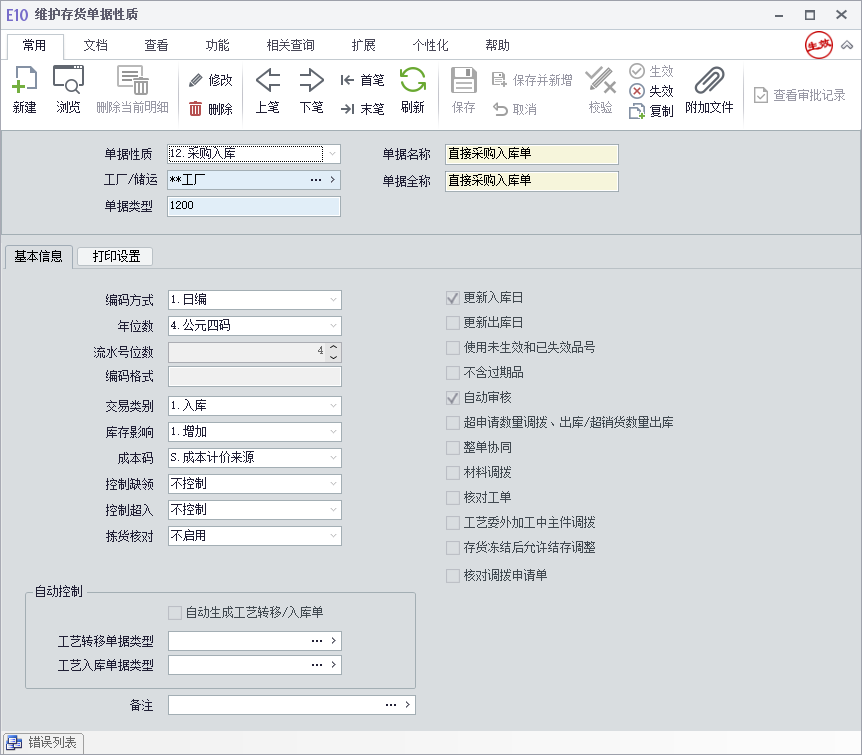 E10 维护存货单据性质
常用 文档 查看 功能 相关查询 扩展 个性化 帮助
生效
新建 浏览 删除当前明细 修改 删除 上笔 下笔 首笔 末笔 刷新 保存 保存并新增 取消 校验 生效 失效 复制 附加文件 查看审批记录
单据性质 12.采购入库 单据名称 直接采购入库单
工厂/储运 **工厂 单据全称 直接采购入库单
单据类型 1200
基本信息 打印设置
编码方式 1.日编
年位数 4.公元四码
流水号位数 4
编码格式
交易类别 1.入库
库存影响 1.增加
成本码 S.成本计价来源
控制缺领 不控制
控制超入 不控制
拣货核对 不启用
更新入库日
更新出库日
使用未生效和已失效品号
不含过期品
自动审核
超申请数量调拨、出库/超销货数量出库
整单协同
材料调拨
核对工单
工艺委外加工中主件调拨
存货冻结后允许结存调整
核对调拨申请单
自动控制
自动生成工艺转移/入库单
工艺转移单据类型
工艺入库单据类型
备注
错误列表